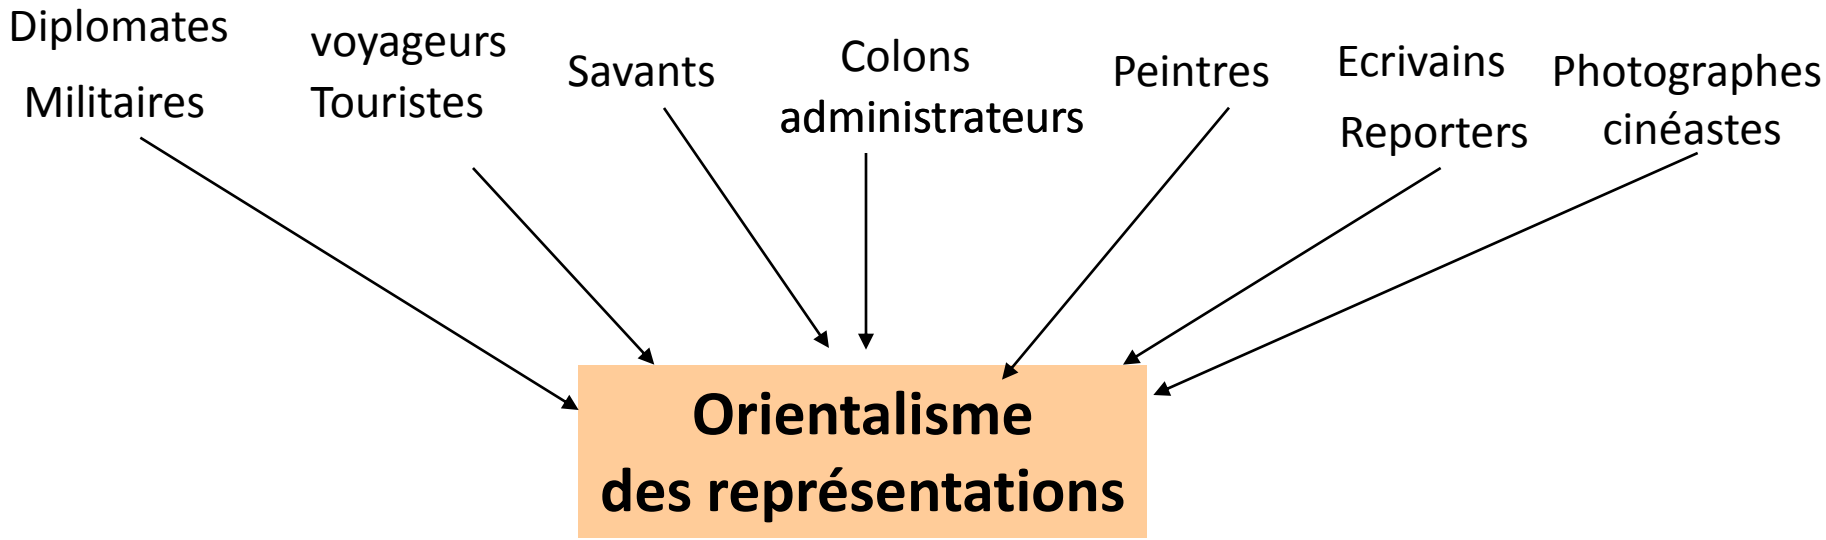 Diplomates
Militaires
voyageurs
Touristes
Savants
Colons
administrateurs
Peintres
Ecrivains
Reporters
Photographes
cinéastes
Orientalisme
des représentations